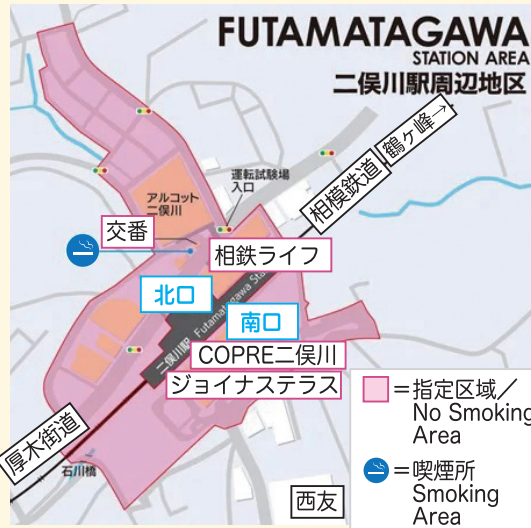 FUTAMATAGAWA
STATION AREA
二俣川駅周辺地区
鶴ヶ峰→
相模鉄道
運転試験場
入口
アルコット
二俣川
交番
相鉄ライフ
北口
南口
二俣川駅 Futamatagawa Sta
COPRE二俣川
ジョイナステラス
厚木街道
石川橋
西友
=指定区域/
No Smoking
Area
=喫煙所
Smoking
Area